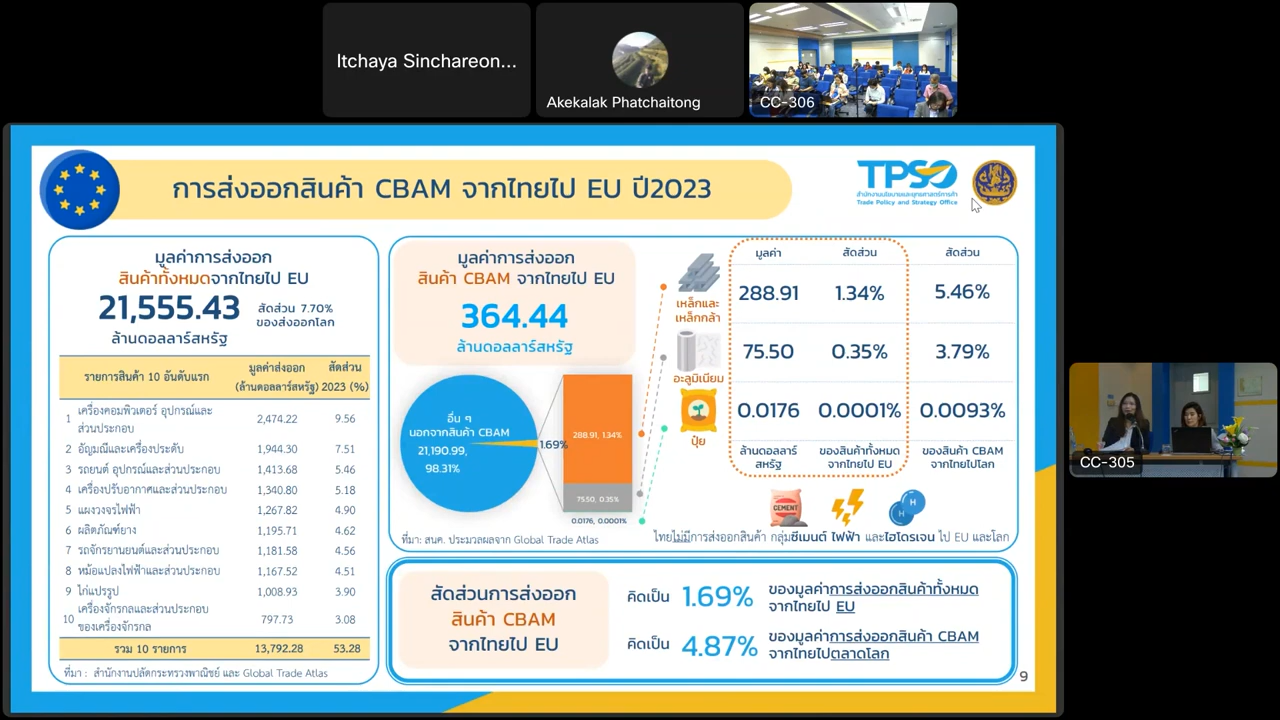 Itchaya Sinchareon...
Akekalak Phatchaitong
CC-306
การส่งออกสินค้า CBAM จากไทยไป EU ปี2023
TPSO
สำนักงานนโยบายและยุทธศาสตร์การค้า
Trade Policy and Strategy Office
มูลค่าการส่งออก
สินค้าทั้งหมดจากไทยไป EU
21,555.43
สัดส่วน 7.70%
ของส่งออกโลก
ล้านดอลลาร์สหรัฐ
รายการสินค้า 10 อันดับแรก
มูลค่าส่งออก
(ล้านดอลลาร์สหรัฐ)
สัดส่วน
2023 (%)
1 เครื่องคอมพิวเตอร์ อุปกรณ์และ
ส่วนประกอบ
2,474.22 9.56
2 อัญมณีและเครื่องประดับ 1,944.30 7.51
3 รถยนต์ อุปกรณ์และส่วนประกอบ 1,413.68 5.46
4 เครื่องปรับอากาศและส่วนประกอบ 1,340.80 5.18
5 แผงวงจรไฟฟ้า 1,267.82 4.90
6 ผลิตภัณฑ์ยาง 1,195.71 4.62
7 รถจักรยานยนต์และส่วนประกอบ 1,181.58 4.56
8 หม้อแปลงไฟฟ้าและส่วนประกอบ 1,167.52 4.51
9 ไก่แปรรูป 1,008.93 3.90
10 เครื่องจักรกลและส่วนประกอบ
ของเครื่องจักรกล
797.73 3.08
รวม 10 รายการ 13,792.28 53.28
ที่มา : สำนักงานปลัดกระทรวงพาณิชย์ และ Global Trade Atlas
มูลค่าการส่งออก
สินค้า CBAM จากไทยไป EU
364.44
ล้านดอลลาร์สหรัฐ
อื่น ๆ
นอกจากสินค้า CBAM
21,190.99,
98.31%
1.69%
288.91, 1.34%
75.50, 0.35%
0.0176, 0.0001%
ที่มา: สนค. ประมวลผลจาก Global Trade Atlas
มูลค่า สัดส่วน สัดส่วน
เหล็กและ
เหล็กกล้า
288.91 1.34% 5.46%
อะลูมิเนียม
75.50 0.35% 3.79%
ปุ๋ย
0.0176 0.0001% 0.0093%
ล้านดอลลาร์
สหรัฐ
ของสินค้าทั้งหมด
จากไทยไป EU
ของสินค้า CBAM
จากไทยไปโลก
CEMENT
H
H
ไทยไม่มีการส่งออกสินค้า กลุ่มซีเมนต์ ไฟฟ้า และไฮโดรเจน ไป EU และโลก
สัดส่วนการส่งออก
สินค้า CBAM
จากไทยไป EU
คิดเป็น 1.69% ของมูลค่าการส่งออกสินค้าทั้งหมด
จากไทยไป EU
คิดเป็น 4.87% ของมูลค่าการส่งออกสินค้า CBAM
จากไทยไปตลาดโลก
9
CC-305